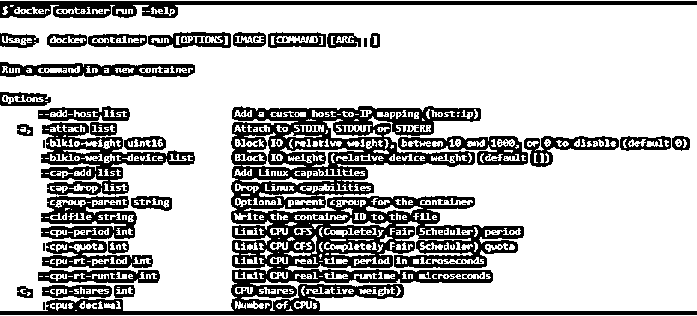 $ docker container run --help
Usage: docker container run [OPTIONS] IMAGE [COMMAND] [ARG...]
Run a command in a new container
Options:
--add-host list Add a custom host-to-IP mapping (host:ip)
-a, --attach list Attach to STDIN, STDOUT or STDERR
--blkio-weight uint16 Block IO (relative weight), between 10 and 1000, or 0 to disable (default 0)
--blkio-weight-device list Block IO weight (relative device weight) (default [])
--cap-add list Add Linux capabilities
--cap-drop list Drop Linux capabilities
--cgroup-parent string Optional parent cgroup for the container
--cidfile string Write the container ID to the file
--cpu-period int Limit CPU CFS (Completely Fair Scheduler) period
--cpu-quota int Limit CPU CFS (Completely Fair Scheduler) quota
--cpu-rt-period int Limit CPU real-time period in microseconds
--cpu-rt-runtime int Limit CPU real-time runtime in microseconds
-c, --cpu-shares int CPU shares (relative weight)
--cpus decimal Number of CPUs